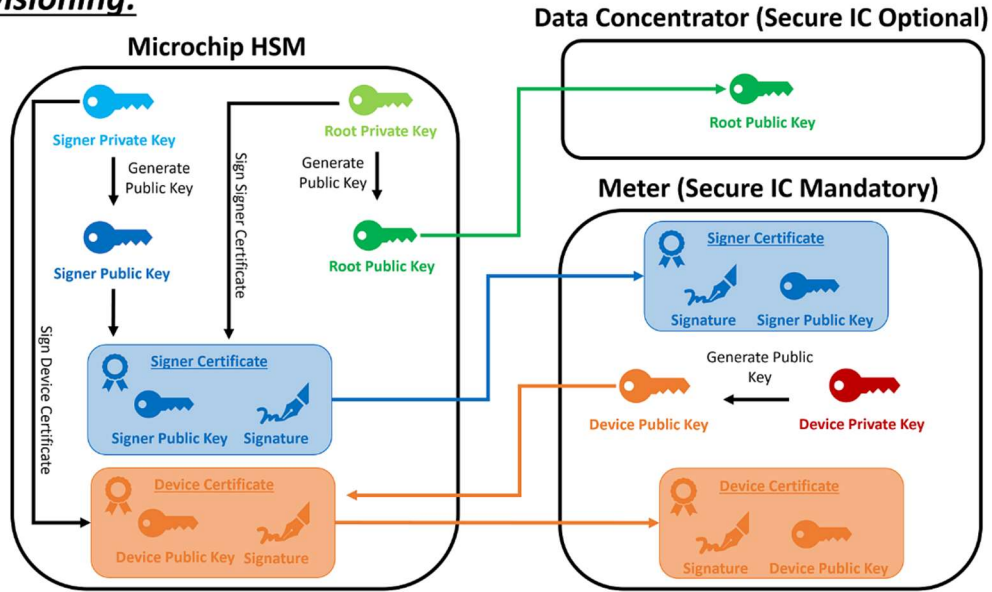 Data Concentrator (Secure IC Optional)
Microchip HSM
Signer Private Key
Root Private Key
Root Public Key
Generate
Public Key
Sign Signer Certificate
Generate
Public Key
Meter (Secure IC Mandatory)
Signer Public Key
Root Public Key
Signer Certificate
Signature
Signer Public Key
Sign Device Certificate
Signer Certificate
Signer Public Key
Signature
Generate Public
Key
Device Public Key
Device Private Key
Device Certificate
Device Public Key
Signature
Device Certificate
Signature
Device Public Key